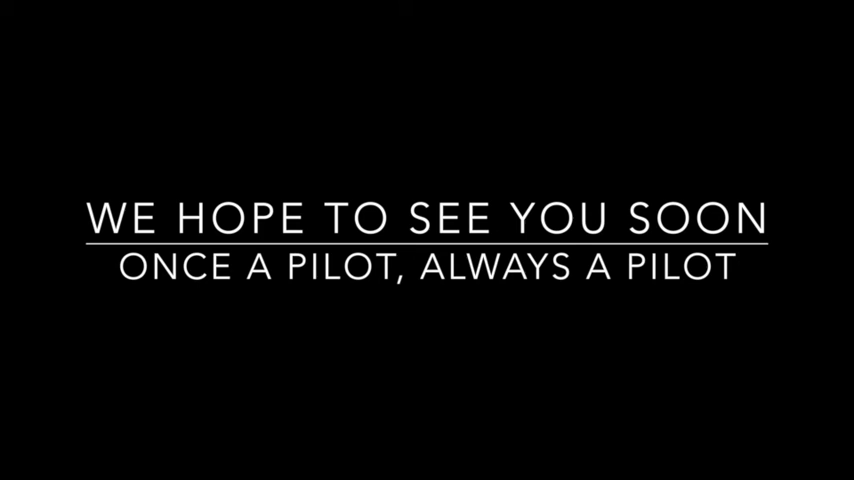 WE HOPE TO SEE YOU SOON
ONCE A PILOT, ALWAYS A PILOT